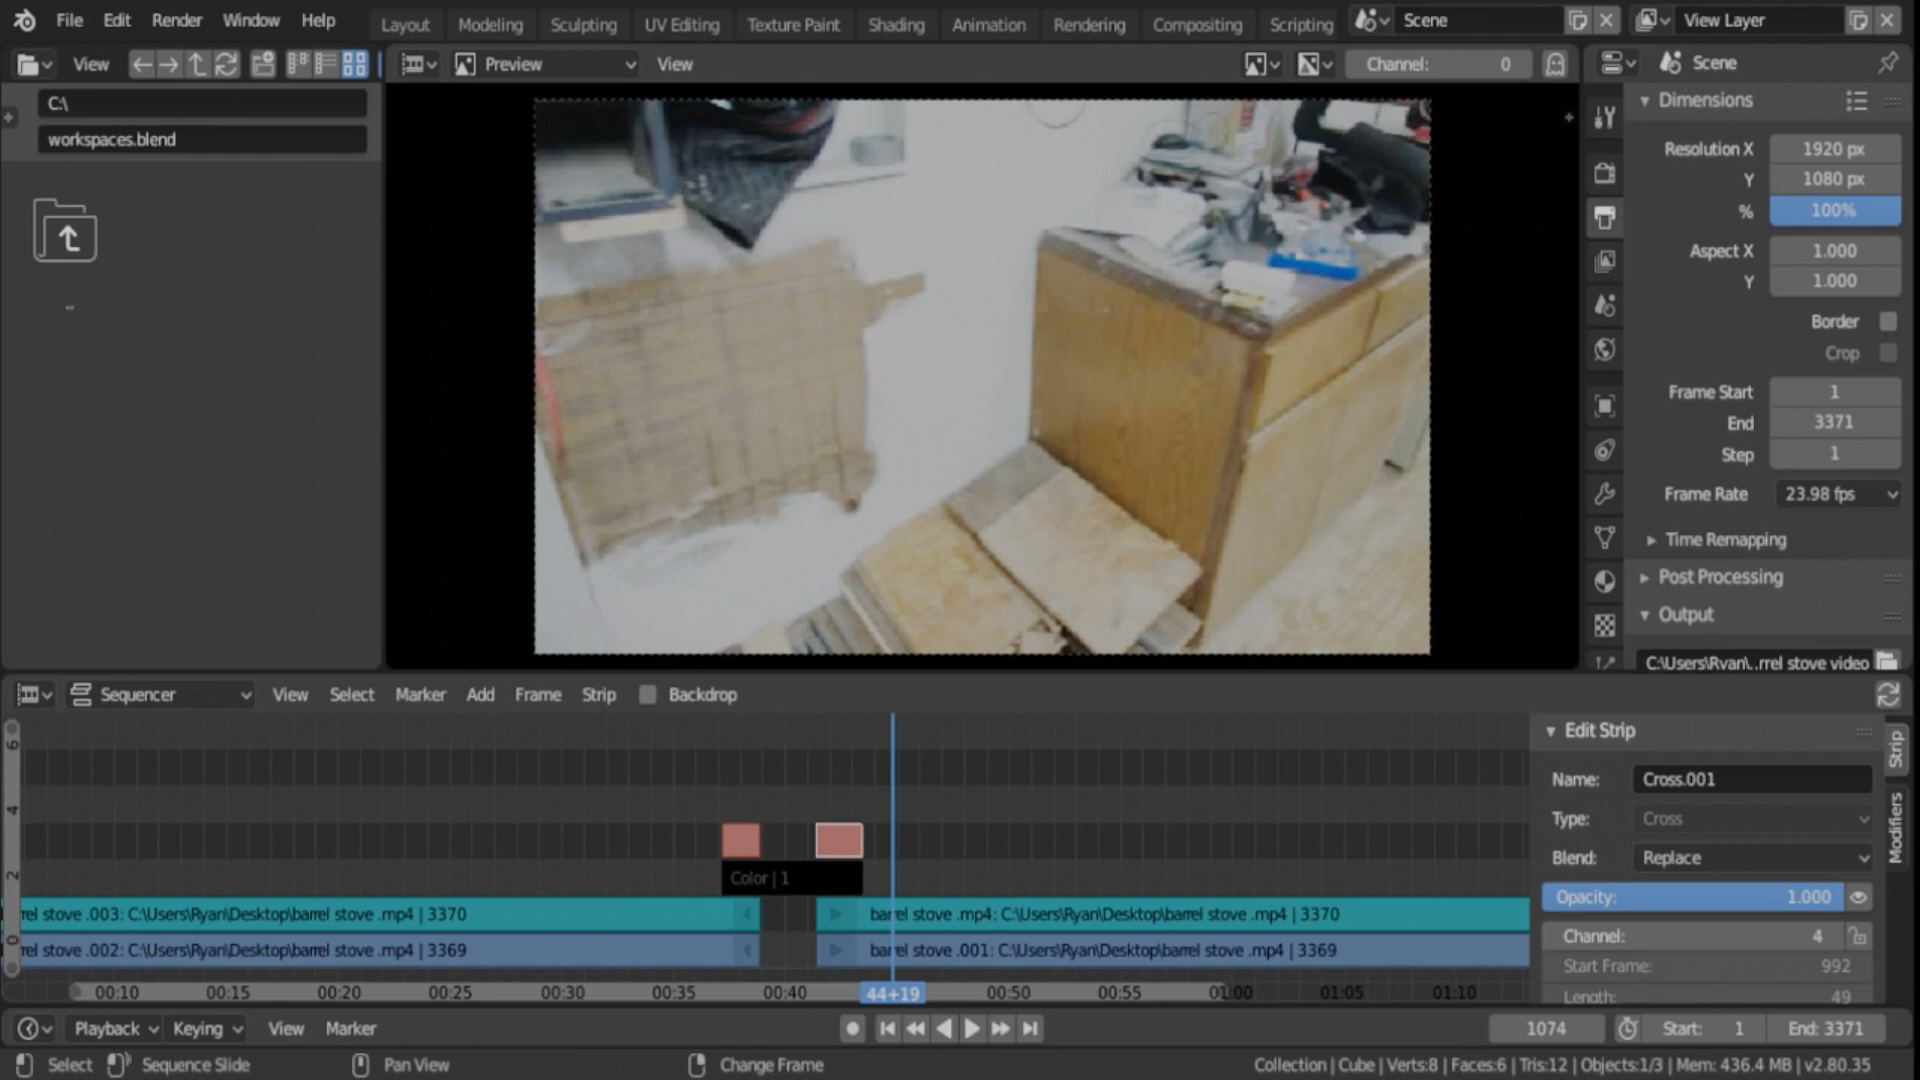 File Edit Render Window Help Layout Modeling Sculpting UV Editing Texture Paint Shading Animation Rendering Compositing Scripting Scene View Layer
View Preview View Channel: 0 Scene
C:\
workspaces.blend
..
Dimensions
Resolution X 1920 px
Y 1080 px
% 100%
Aspect X 1.000
Y 1.000
Border
Crop
Frame Start 1
End 3371
Step 1
Frame Rate 23.98 fps
Time Remapping
Post Processing
Output
C:\Users\Ryan\..rrel stove video
Sequencer View Select Marker Add Frame Strip Backdrop
6
4
2
0
Color | 1
rel stove .003: C:\Users\Ryan\Desktop\barrel stove .mp4 | 3370
barrel stove .mp4: C:\Users\Ryan\Desktop\barrel stove .mp4 | 3370
rel stove .002: C:\Users\Ryan\Desktop\barrel stove .mp4 | 3369
barrel stove .001: C:\Users\Ryan\Desktop\barrel stove .mp4 | 3369
00:10 00:15 00:20 00:25 00:30 00:35 00:40 44+19 00:50 00:55 01:00 01:05 01:10
Edit Strip
Name: Cross.001
Type: Cross
Blend: Replace
Opacity: 1.000
Channel: 4
Start Frame: 992
Length: 49
Strip
Modifiers
Playback Keying View Marker 1074 Start: 1 End: 3371
Select Sequence Slide Pan View Change Frame Collection | Cube | Verts:8 | Faces:6 | Tris:12 | Objects:1/3 | Mem: 436.4 MB | v2.80.35